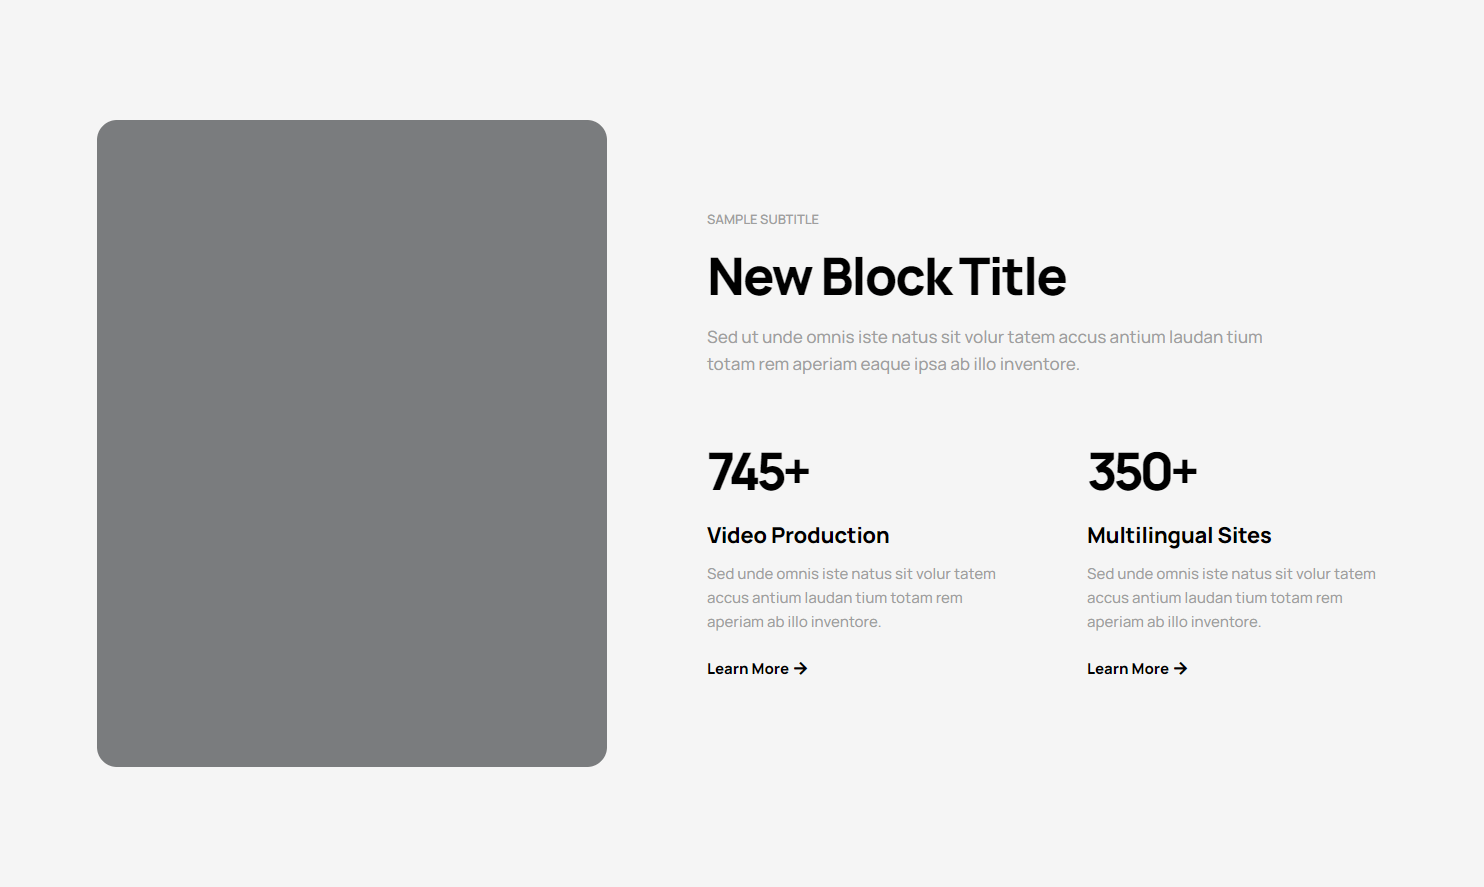 SAMPLE SUBTITLE
New Block Title
Sed ut unde omnis iste natus sit volur tatem accus antium laudan tium
totam rem aperiam eaque ipsa ab illo inventore.
745+
Video Production
Sed unde omnis iste natus sit volur tatem
accus antium laudan tium totam rem
aperiam ab illo inventore.
Learn More →
350+
Multilingual Sites
Sed unde omnis iste natus sit volur tatem
accus antium laudan tium totam rem
aperiam ab illo inventore.
Learn More →